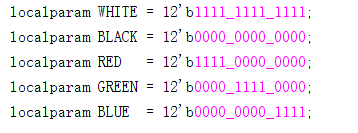 localparam WHITE = 12'b1111_1111_1111;
localparam BLACK = 12'b0000_0000_0000;
localparam RED   = 12'b1111_0000_0000;
localparam GREEN = 12'b0000_1111_0000;
localparam BLUE  = 12'b0000_0000_1111;